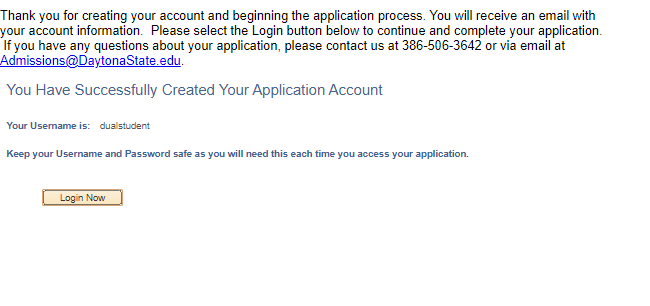 Thank you for creating your account and beginning the application process. You will receive an email with
your account information. Please select the Login button below to continue and complete your application.
If you have any questions about your application, please contact us at 386-506-3642 or via email at
Admissions@DaytonaState.edu.
You Have Successfully Created Your Application Account
Your Username is: dualstudent
Keep your Username and Password safe as you will need this each time you access your application.
Login Now